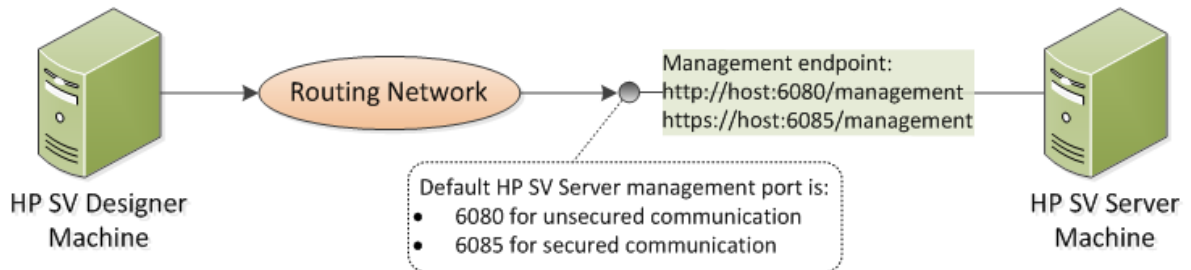 HP SV Designer
Machine
Routing Network
Management endpoint:
http://host:6080/management
https://host:6085/management
Default HP SV Server management port is:
• 6080 for unsecured communication
• 6085 for secured communication
HP SV Server
Machine